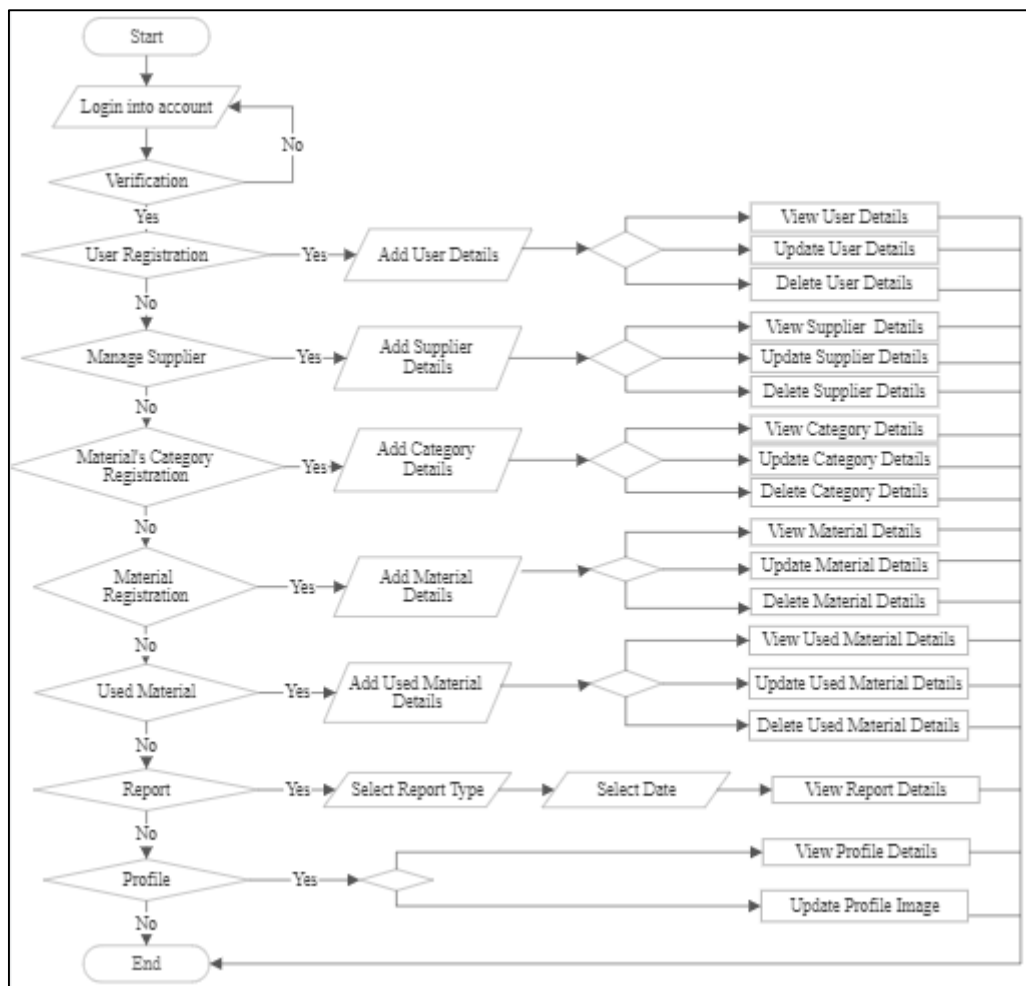 Start
Login into account
No
Verification
Yes
User Registration
Yes
Add User Details
View User Details
Update User Details
Delete User Details
No
Manage Supplier
Yes
Add Supplier
Details
View Supplier Details
Update Supplier Details
Delete Supplier Details
No
Material's Category
Registration
Yes
Add Category
Details
View Category Details
Update Category Details
Delete Category Details
No
Material
Registration
Yes
Add Material
Details
View Material Details
Update Material Details
Delete Material Details
No
Used Material
Yes
Add Used Material
Details
View Used Material Details
Update Used Material Details
Delete Used Material Details
No
Report
Yes
Select Report Type
Select Date
View Report Details
No
Profile
Yes
View Profile Details
Update Profile Image
No
End